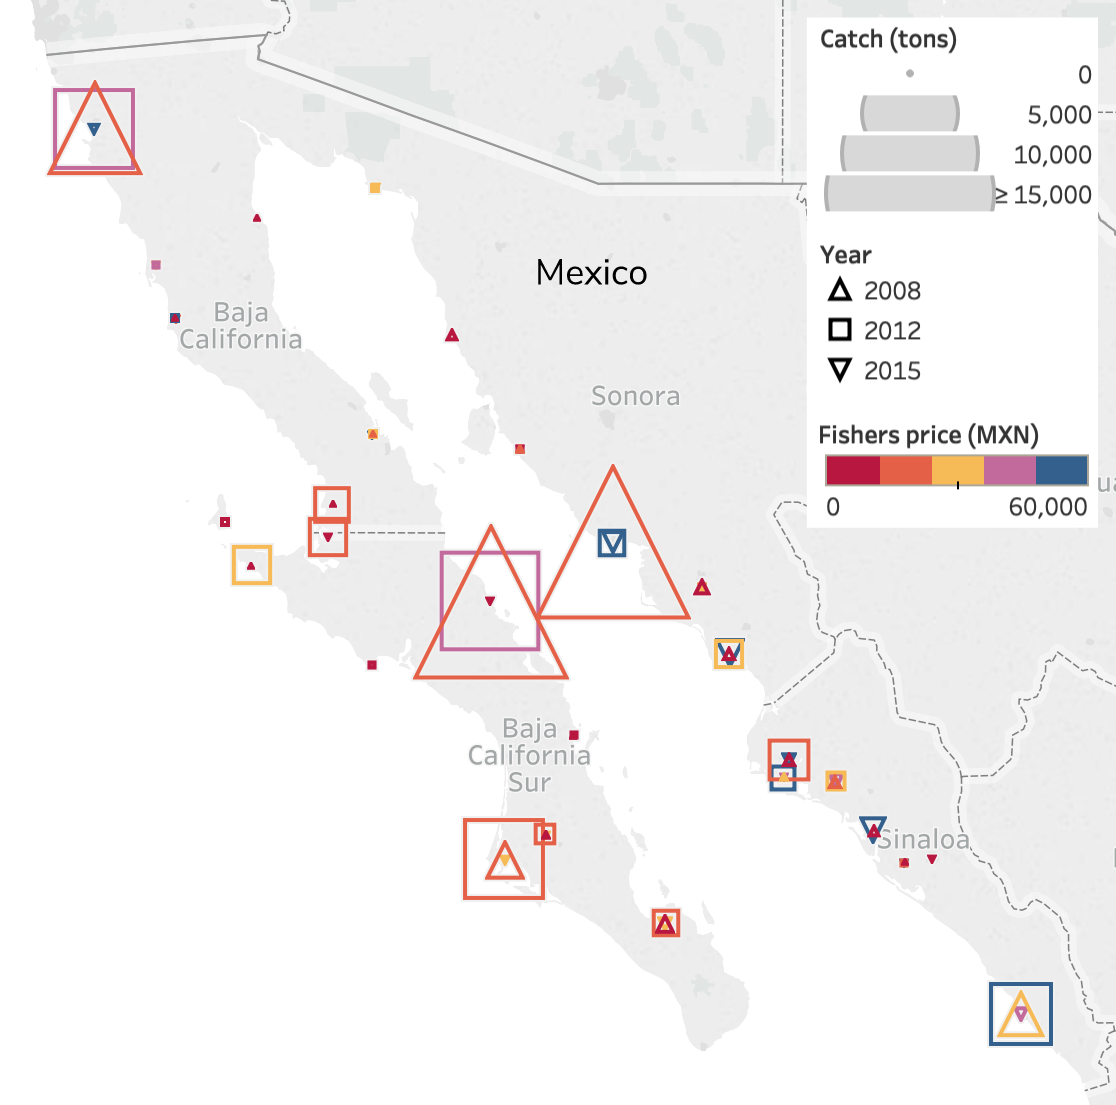 Catch (tons)
0
5,000
10,000
≥ 15,000
Year
2008
2012
2015
Fishers price (MXN)
0
60,000
Mexico
Baja
California
Sonora
Baja
California
Sur
Sinaloa